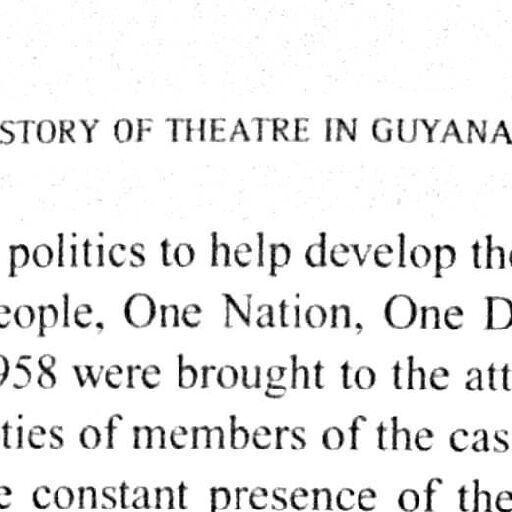 STORY OF THEATRE IN GUYANA
politics to help develop the
eople, One Nation, One D
958 were brought to the att
ties of members of the cas
e constant presence of the